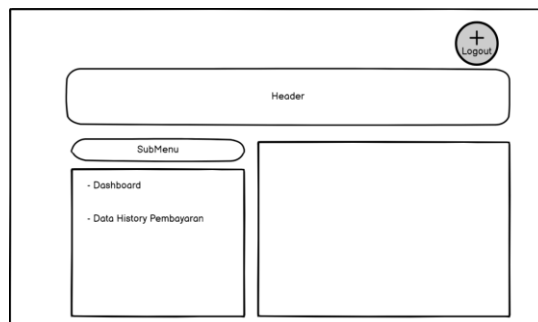 Logout
Header
SubMenu
- Dashboard
- Data History Pembayaran